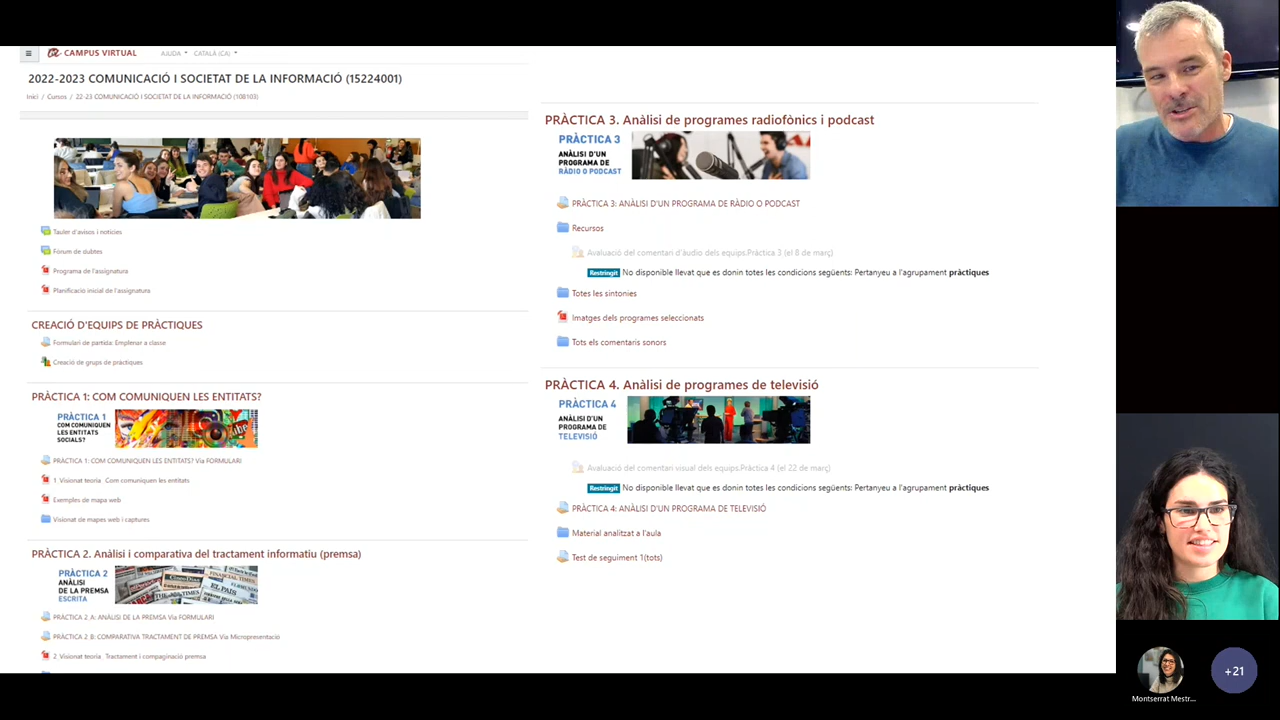 CAMPUS VIRTUAL AJUDA CATALÀ (CA)
2022-2023 COMUNICACIÓ I SOCIETAT DE LA INFORMACIÓ (15224001)
Inici / Cursos / 22-23 COMUNICACIÓ I SOCIETAT DE LA INFORMACIÓ (108103)
Tauler d'avisos i notícies
Fòrum de dubtes
Programa de l'assignatura
Planificació inicial de l'assignatura
CREACIÓ D'EQUIPS DE PRÀCTIQUES
Formulari de partida: Emplenar a classe
Creació de grups de pràctiques
PRÀCTICA 1: COM COMUNIQUEN LES ENTITATS?
PRÀCTICA 1
COM COMUNIQUEN
LES ENTITATS
SOCIALS?
PRÀCTICA 1: COM COMUNIQUEN LES ENTITATS? Via FORMULARI
1_Visionat teoria_Com comuniquen les entitats
Exemples de mapa web
Visionat de mapes web i captures
PRÀCTICA 2. Anàlisi i comparativa del tractament informatiu (premsa)
PRÀCTICA 2
ANÀLISI
DE LA PREMSA
ESCRITA
FINANCIAL TIMES
EL PAIS
PRÀCTICA 2_A: ANÀLISI DE LA PREMSA Via FORMULARI
PRÀCTICA 2_B: COMPARATIVA TRACTAMENT DE PREMSA Via Micropresentació
2_Visionat teoria_Tractament i compaginació premsa
PRÀCTICA 3. Anàlisi de programes radiofònics i podcast
PRÀCTICA 3
ANÀLISI D'UN
PROGRAMA DE
RÀDIO O PODCAST
PRÀCTICA 3: ANÀLISI D'UN PROGRAMA DE RÀDIO O PODCAST
Recursos
Avaluació del comentari d'àudio dels equips.Pràctica 3 (el 8 de març)
Restringit No disponible llevat que es donin totes les condicions següents: Pertanyeu a l'agrupament pràctiques
Totes les sintonies
Imatges dels programes seleccionats
Tots els comentaris sonors
PRÀCTICA 4. Anàlisi de programes de televisió
PRÀCTICA 4
ANÀLISI D'UN
PROGRAMA DE
TELEVISIÓ
Avaluació del comentari visual dels equips.Pràctica 4 (el 22 de març)
Restringit No disponible llevat que es donin totes les condicions següents: Pertanyeu a l'agrupament pràctiques
PRÀCTICA 4: ANÀLISI D'UN PROGRAMA DE TELEVISIÓ
Material analitzat a l'aula
Test de seguiment 1(tots)
+21
Montserrat Mestr...